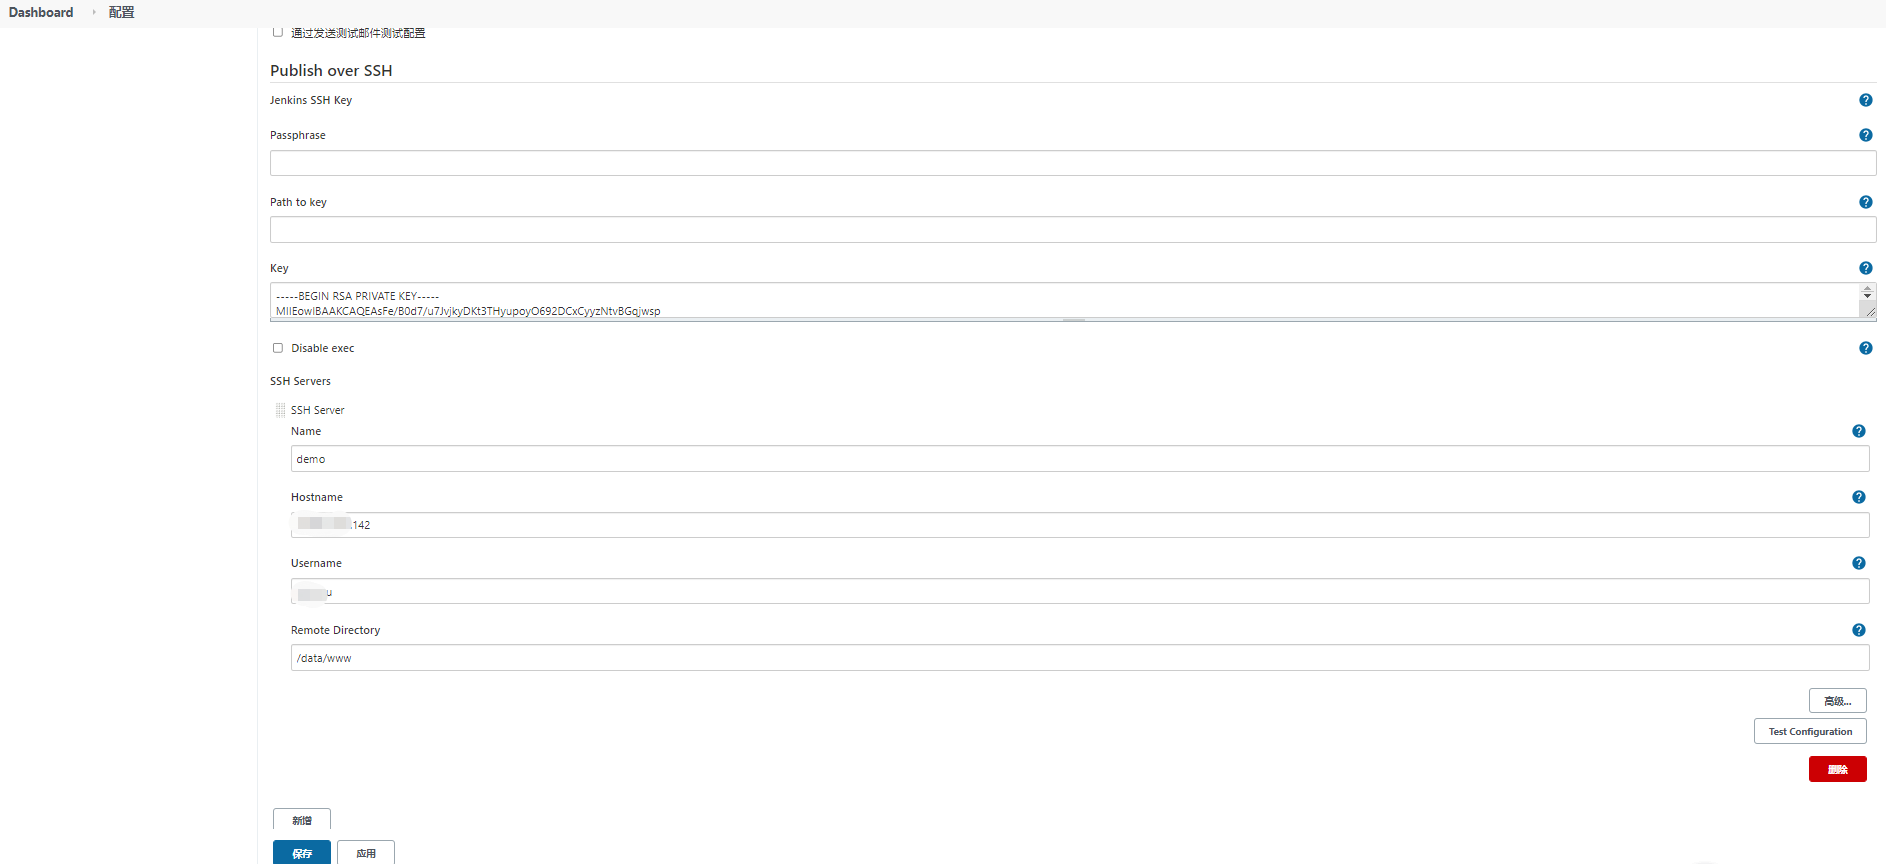 Dashboard › 配置
通过发送测试邮件测试配置
Publish over SSH
Jenkins SSH Key
Passphrase
Path to key
Key
-----BEGIN RSA PRIVATE KEY-----
MIIEowIBAAKCAQEAsFe/B0d7/u7JvjkyDKt3THyupoyO692DCxCyyzNtvBGqjwsp
Disable exec
SSH Servers
SSH Server
Name
demo
Hostname
.142
Username
u
Remote Directory
/data/www
高级...
Test Configuration
删除
新增
保存 应用